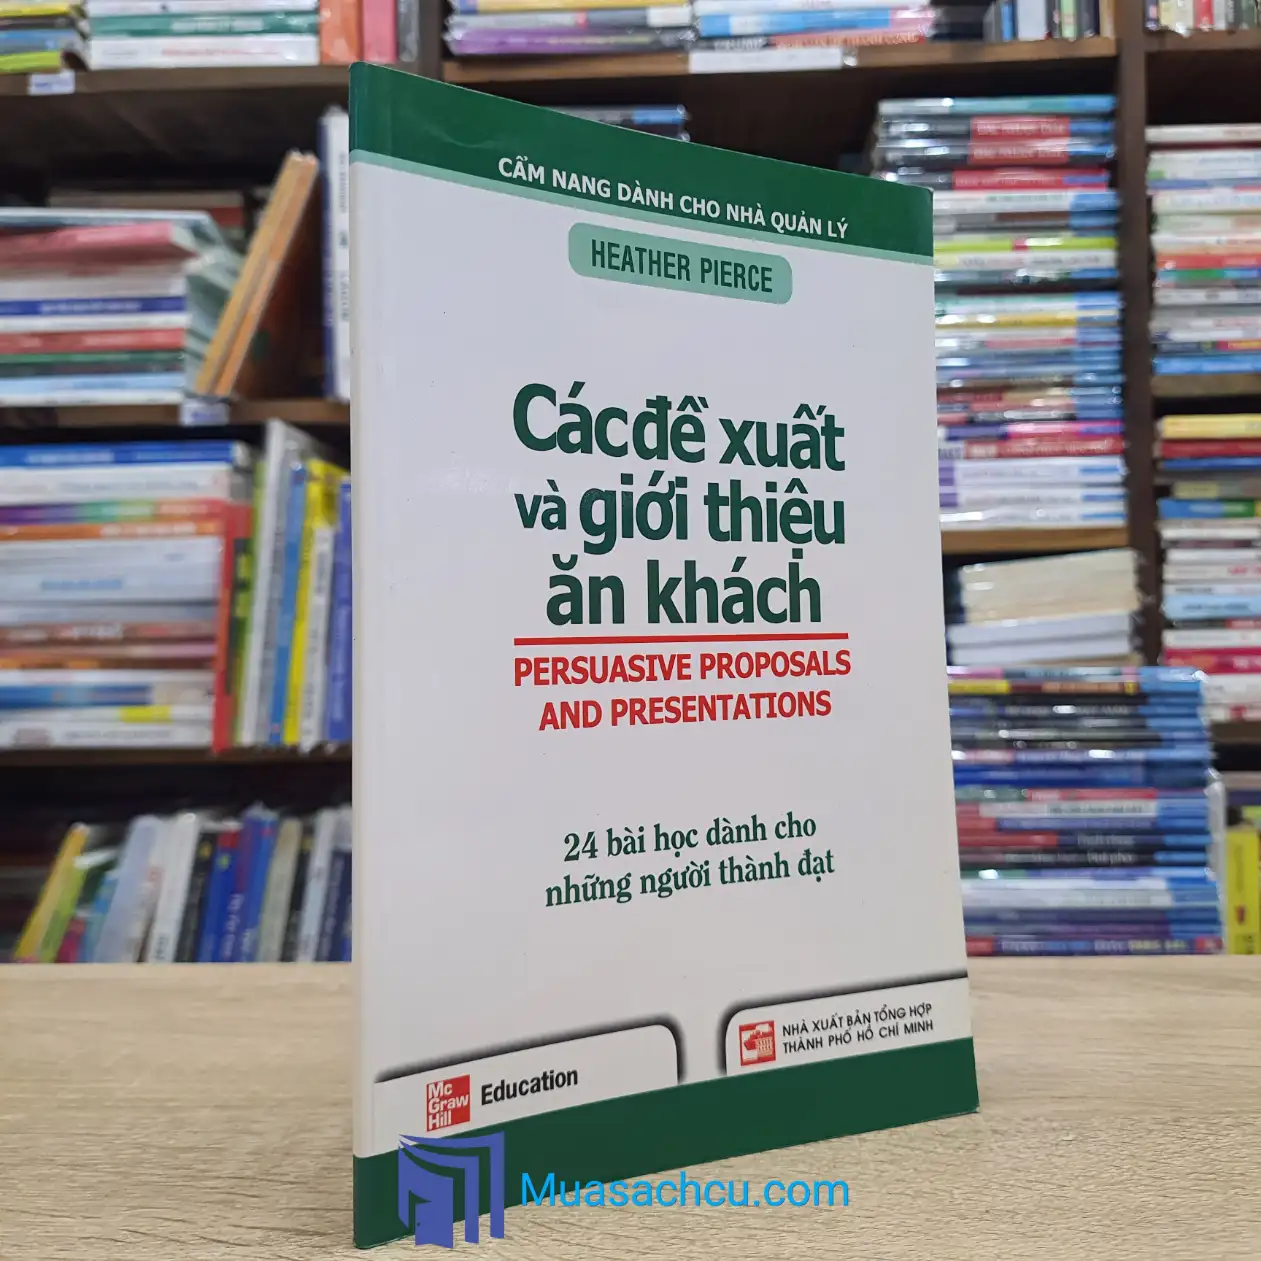 CẨM NANG DÀNH CHO NHÀ QUẢN LÝ
HEATHER PIERCE
Các đề xuất
và giới thiệu
ăn khách
PERSUASIVE PROPOSALS
AND PRESENTATIONS
24 bài học dành cho
những người thành đạt
NHÀ XUẤT BẢN TỔNG HỢP
THÀNH PHỐ HỒ CHÍ MINH
Mc
Graw
Hill
Education
Muasachcu.com